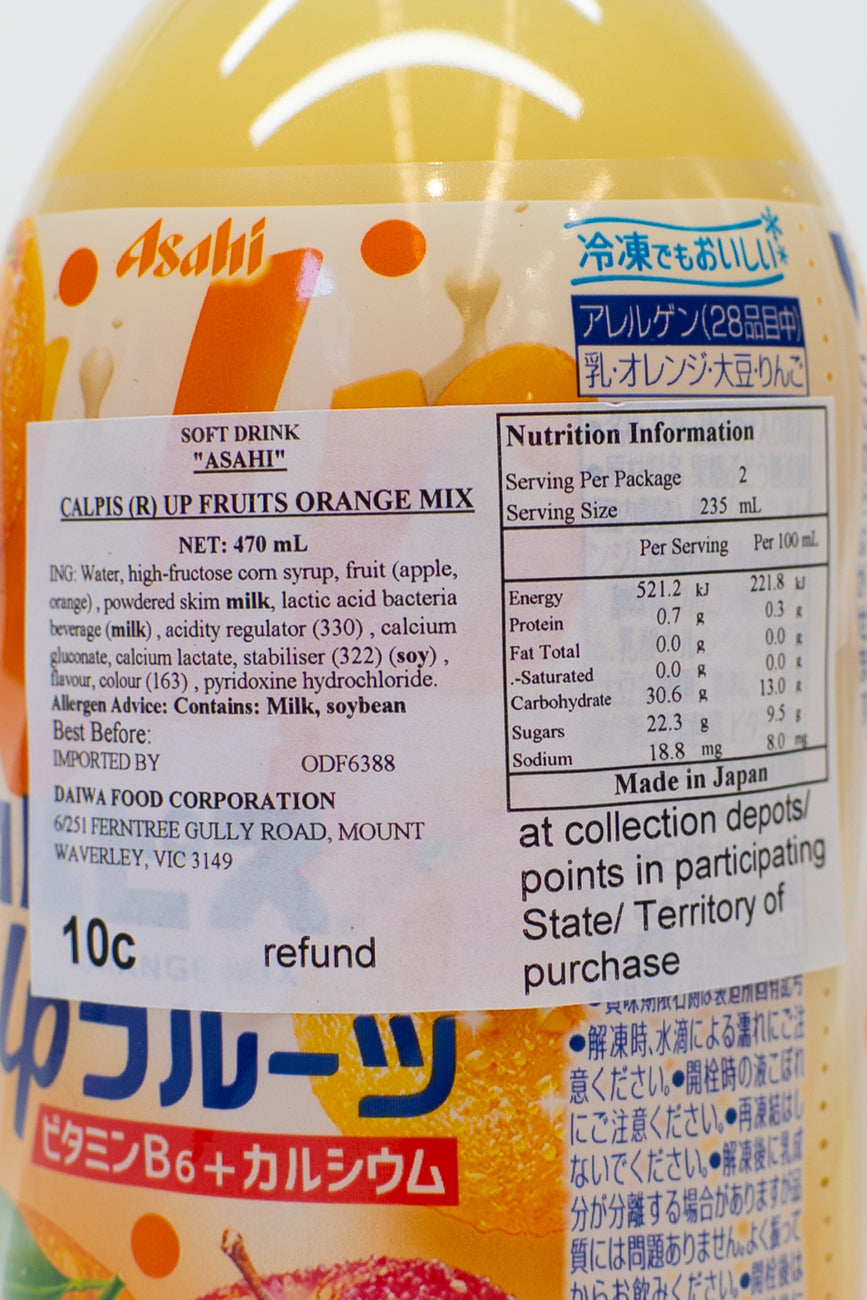 Asahi
冷凍でもおいしい
アレルゲン(28品目中)
乳・オレンジ・大豆・りんご
SOFT DRINK
"ASAHI"
CALPIS (R) UP FRUITS ORANGE MIX
NET: 470 mL
ING: Water, high-fructose corn syrup, fruit (apple,
orange) , powdered skim milk, lactic acid bacteria
beverage (milk) , acidity regulator (330) , calcium
gluconate, calcium lactate, stabiliser (322) (soy) ,
flavour, colour (163) , pyridoxine hydrochloride.
Allergen Advice: Contains: Milk, soybean
Best Before:
IMPORTED BY ODF6388
DAIWA FOOD CORPORATION
6/251 FERNTREE GULLY ROAD, MOUNT
WAVERLEY, VIC 3149
10c refund
Nutrition Information
Serving Per Package 2
Serving Size 235 mL
Per Serving Per 100 mL
Energy 521.2 kJ 221.8 kJ
Protein 0.7 g 0.3 g
Fat Total 0.0 g 0.0 g
.-Saturated 0.0 g 0.0 g
Carbohydrate 30.6 g 13.0 g
Sugars 22.3 g 9.5 g
Sodium 18.8 mg 8.0 mg
Made in Japan
at collection depots/
points in participating
State/ Territory of
purchase
upフルーツ
ビタミンB6+カルシウム
●解凍時、水滴による濡れにご注
意ください。●開栓時の液こぼれ
にご注意ください。●再凍結はし
ないでください。●解凍後に乳成
分が分離する場合がありますが品
質には問題ありません。よく振って
からお飲みください。●開栓後は